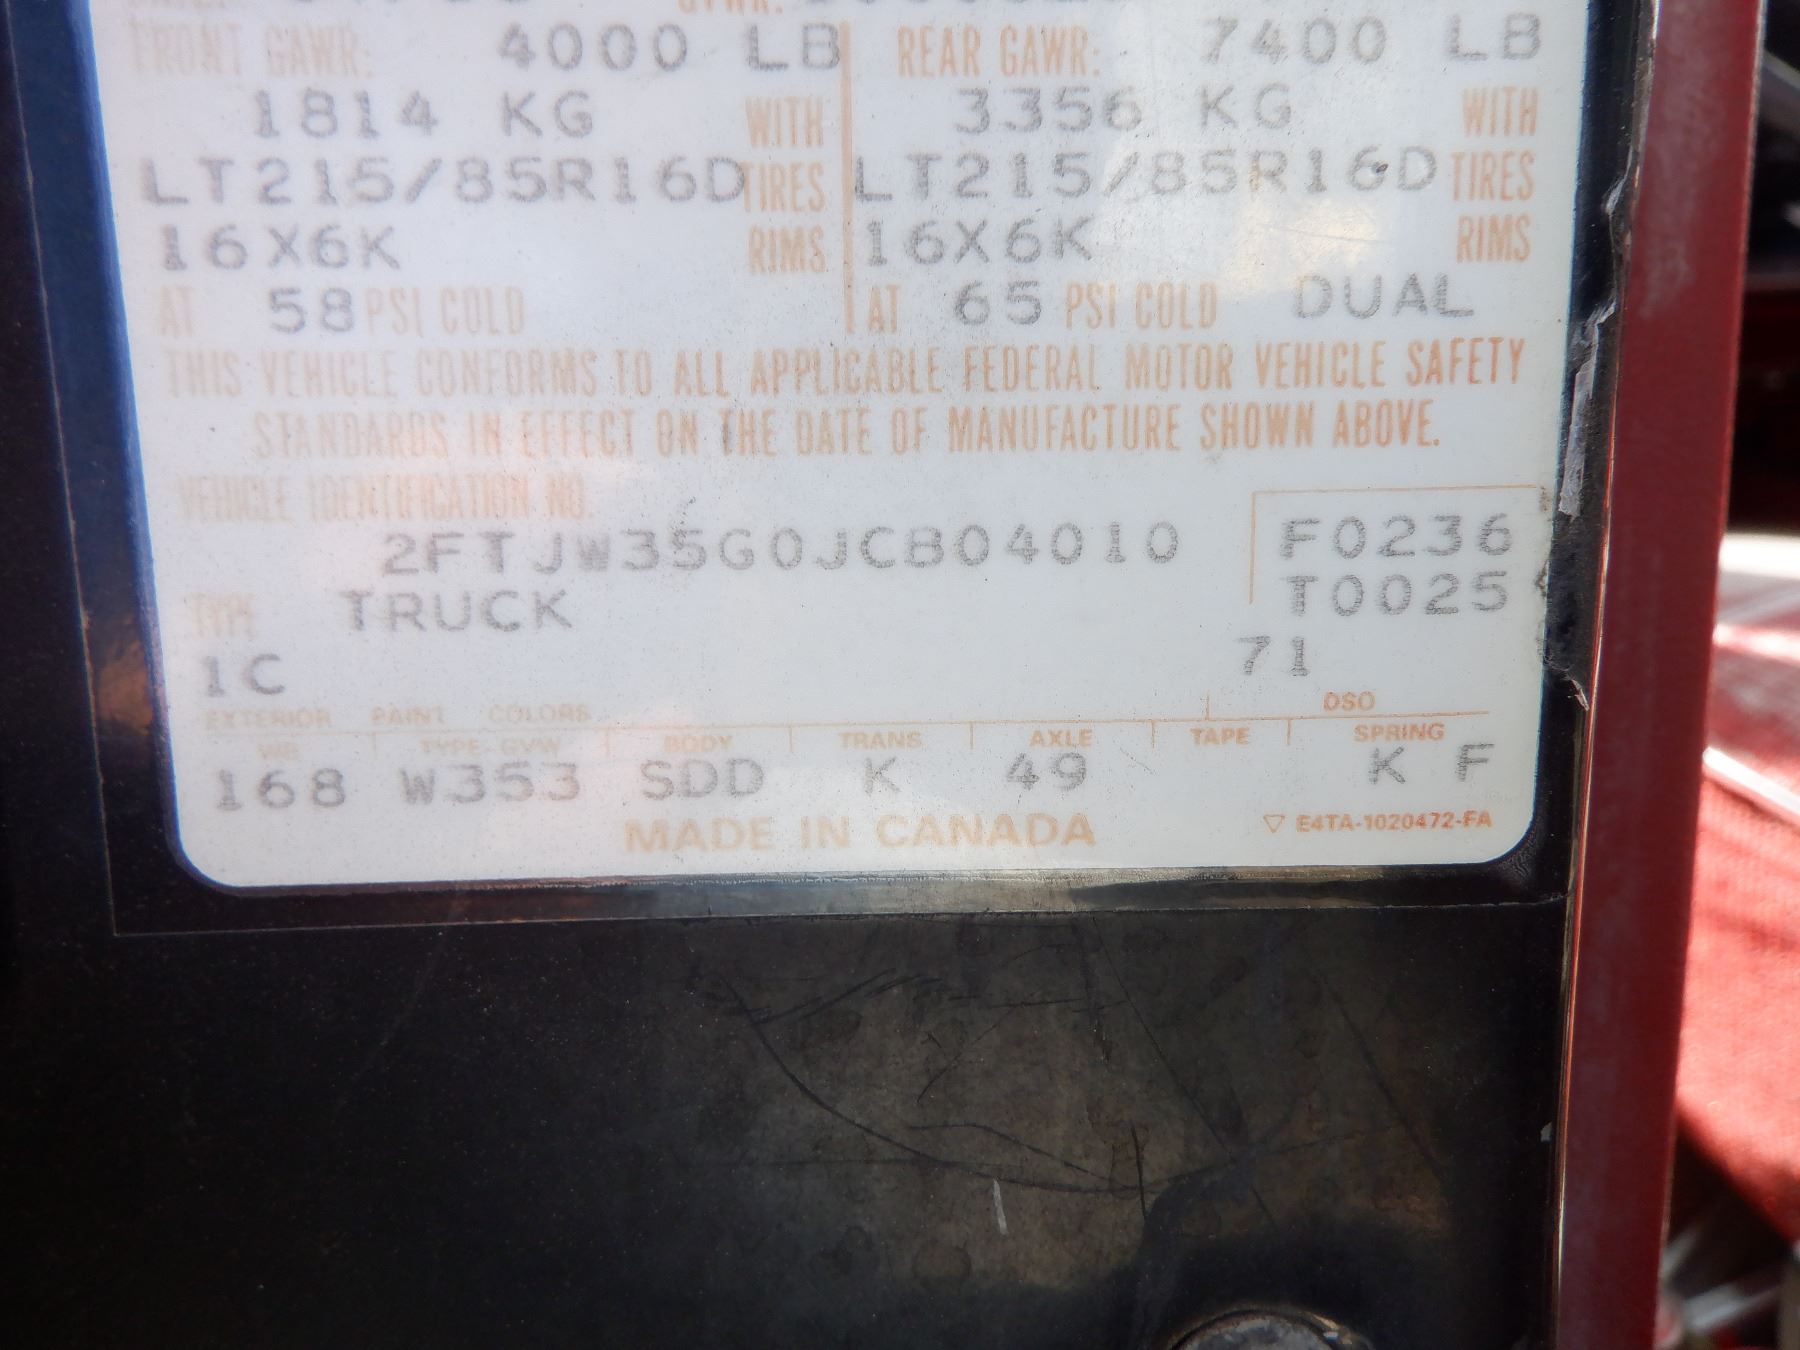 GVWR:
FRONT GAWR: 4000 LB REAR GAWR: 7400 LB
1814 KG WITH 3356 KG WITH
LT215/85R16D TIRES LT215/85R16D TIRES
16X6K RIMS 16X6K RIMS
AT 58 PSI COLD AT 65 PSI COLD DUAL
THIS VEHICLE CONFORMS TO ALL APPLICABLE FEDERAL MOTOR VEHICLE SAFETY
STANDARDS IN EFFECT ON THE DATE OF MANUFACTURE SHOWN ABOVE.
VEHICLE IDENTIFICATION NO.
2FTJW35G0JCB04010 F0236
TYPE TRUCK T0025
1C 71
EXTERIOR PAINT COLORS DSO
WB TYPE-GVW BODY TRANS AXLE TAPE SPRING
168 W353 SDD K 49 K F
MADE IN CANADA ▽ E4TA-1020472-FA